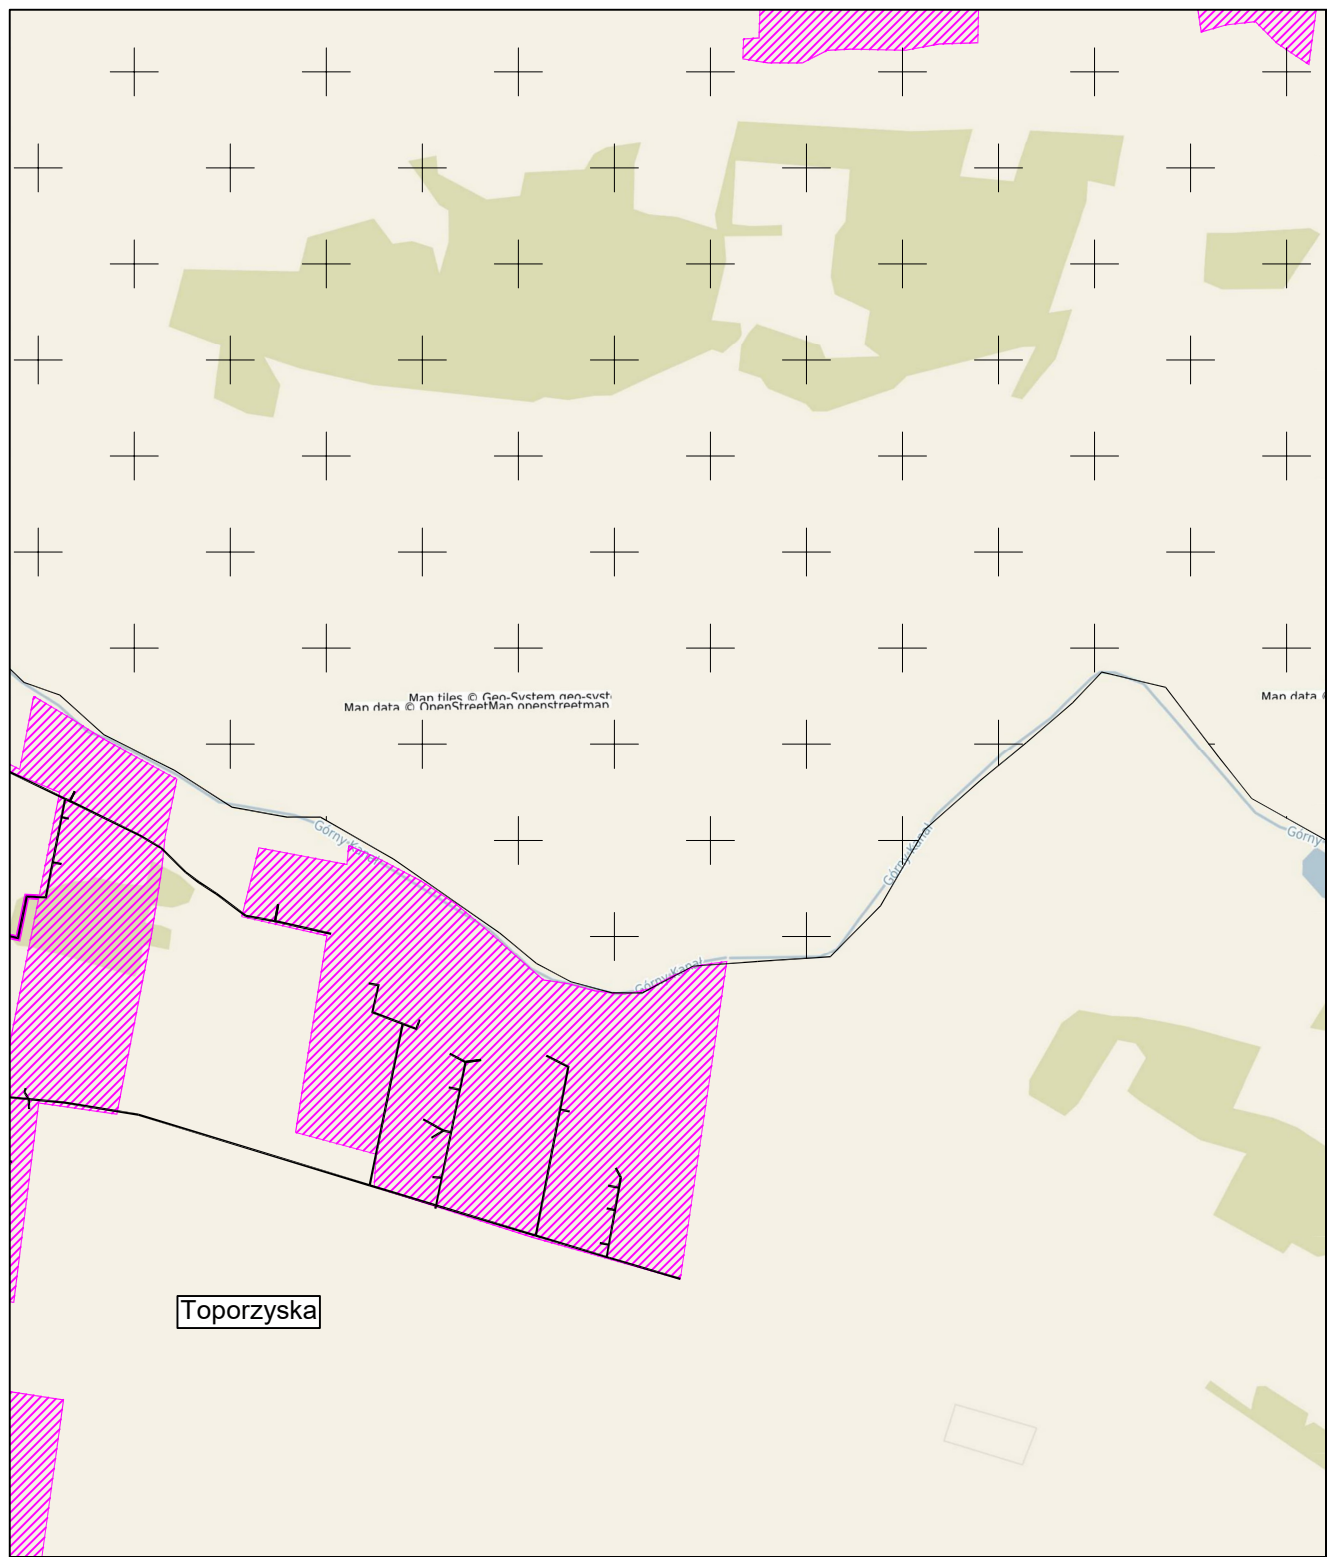 Map tiles © Geo-System geo-syst
Map data © OpenStreetMap openstreetmap
Map data ©
Górny Kanał
Górny
Górny Kanał
Górny Kanał
Toporzyska